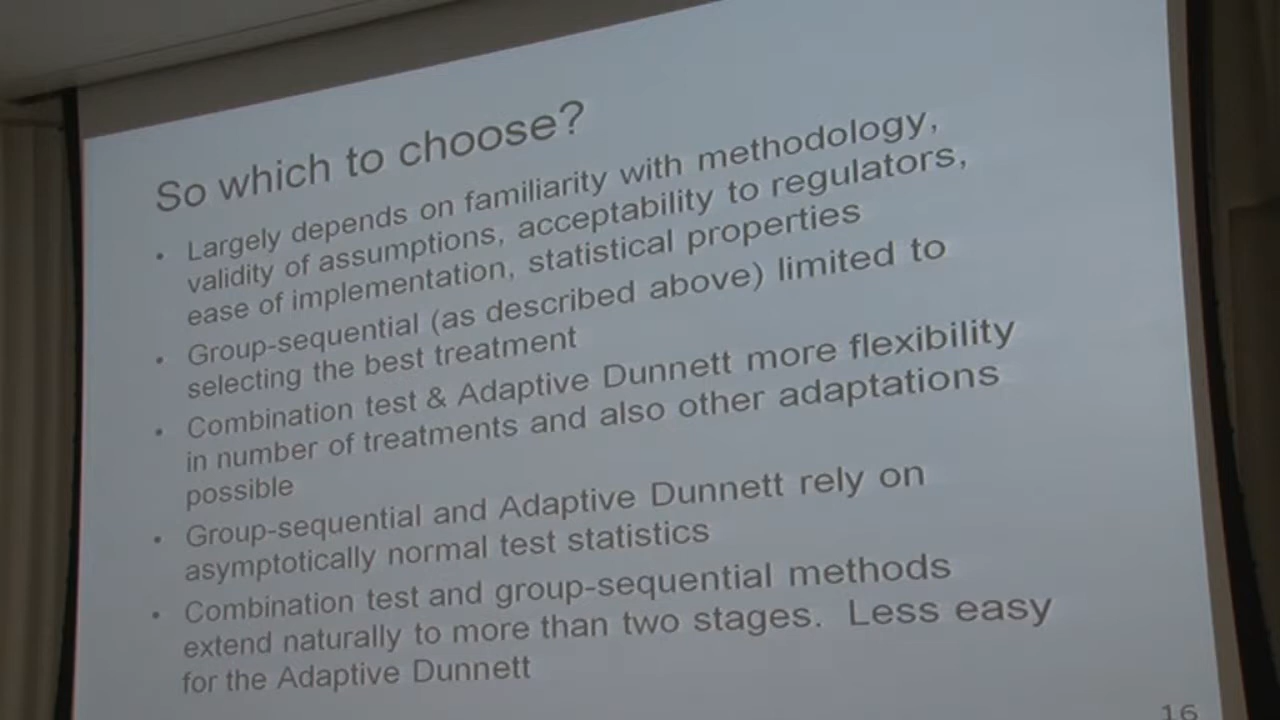 So which to choose?
• Largely depends on familiarity with methodology,
validity of assumptions, acceptability to regulators,
ease of implementation, statistical properties
• Group-sequential (as described above) limited to
selecting the best treatment
• Combination test & Adaptive Dunnett more flexibility
in number of treatments and also other adaptations
possible
• Group-sequential and Adaptive Dunnett rely on
asymptotically normal test statistics
• Combination test and group-sequential methods
extend naturally to more than two stages. Less easy
for the Adaptive Dunnett
16